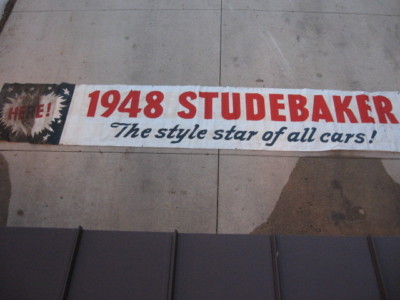 HERE!
1948 STUDEBAKER
The style star of all cars!